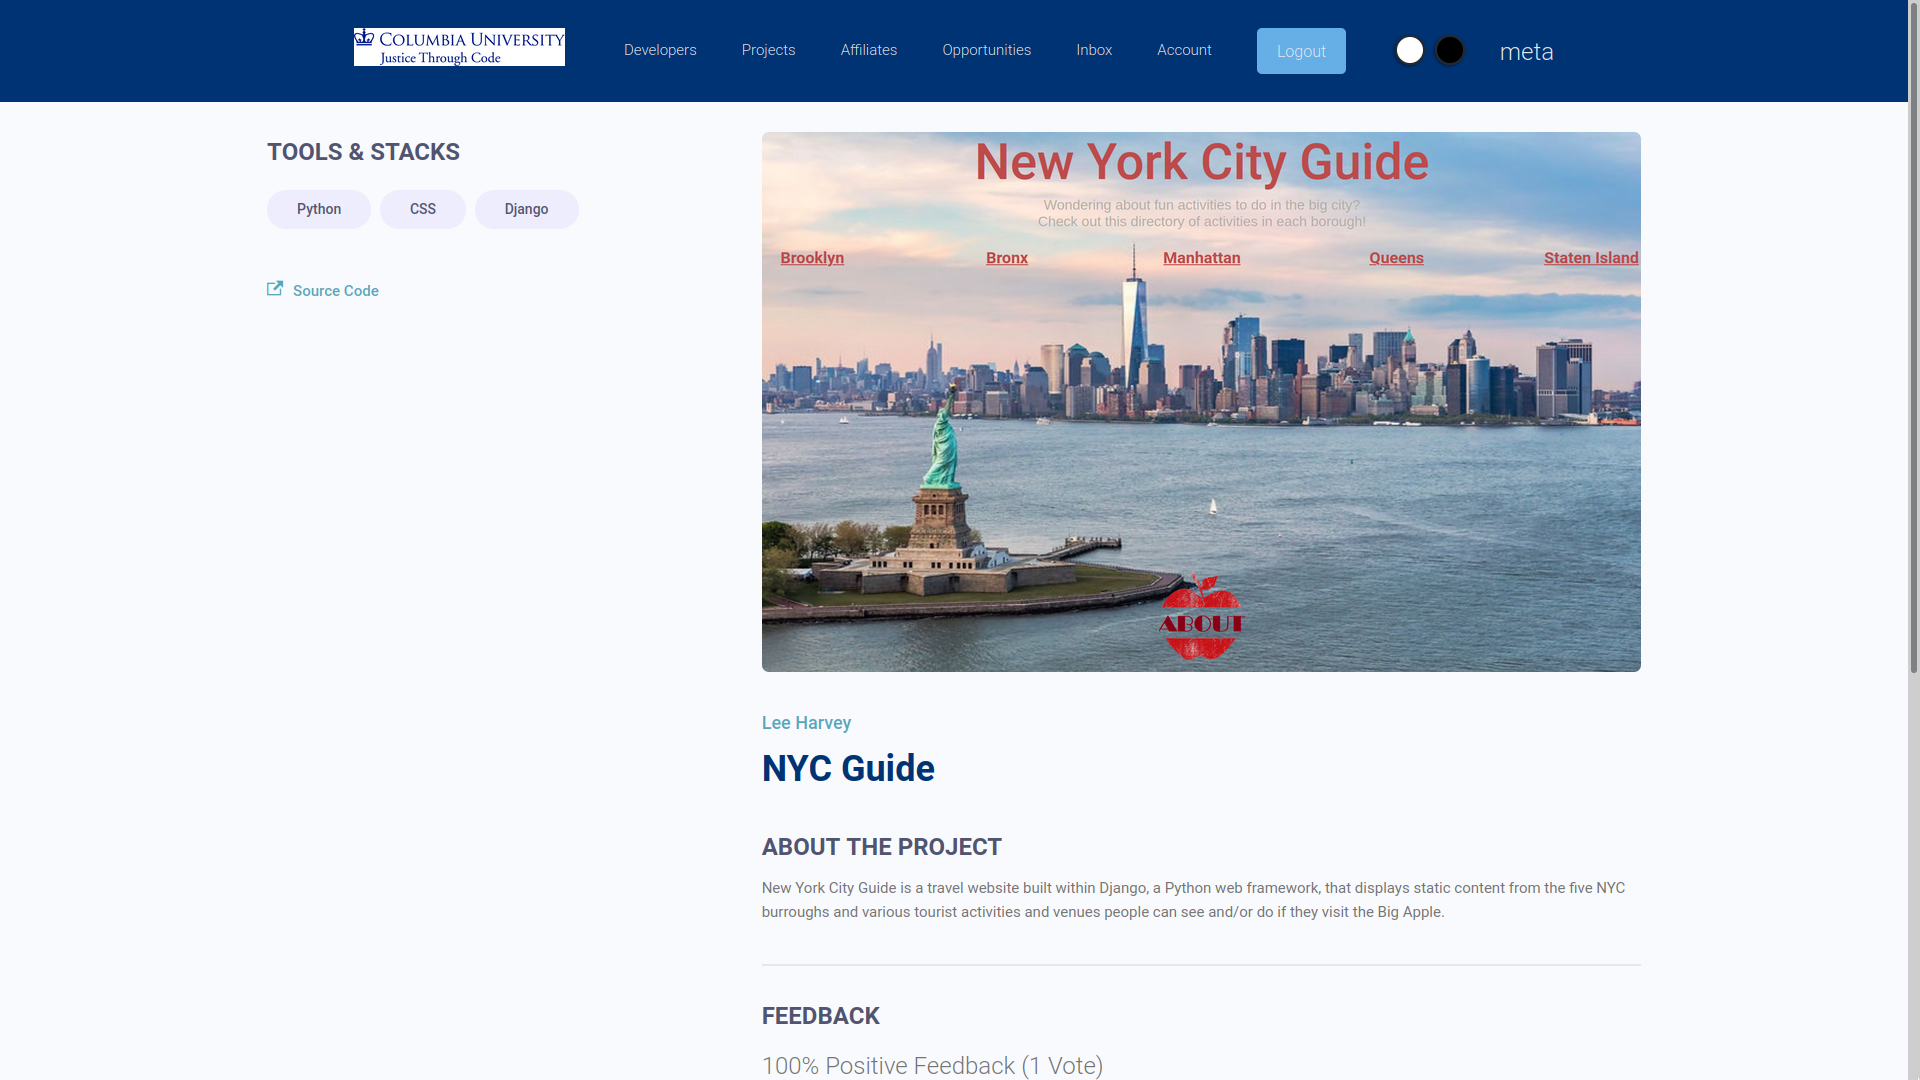 COLUMBIA UNIVERSITY
Justice Through Code
Developers Projects Affiliates Opportunities Inbox Account Logout meta
TOOLS & STACKS
Python CSS Django
Source Code
New York City Guide
Wondering about fun activities to do in the big city?
Check out this directory of activities in each borough!
Brooklyn Bronx Manhattan Queens Staten Island
ABOUT
Lee Harvey
NYC Guide
ABOUT THE PROJECT
New York City Guide is a travel website built within Django, a Python web framework, that displays static content from the five NYC
burroughs and various tourist activities and venues people can see and/or do if they visit the Big Apple.
FEEDBACK
100% Positive Feedback (1 Vote)